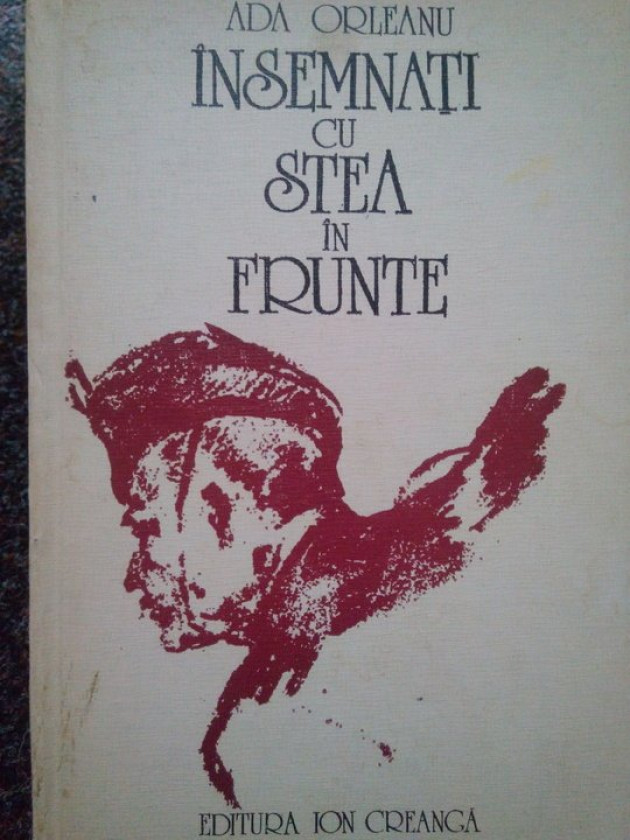 ADA ORLEANU
ÎNSEMNAȚI
CU
STEA
ÎN
FRUNTE
EDITURA ION CREANGĂ